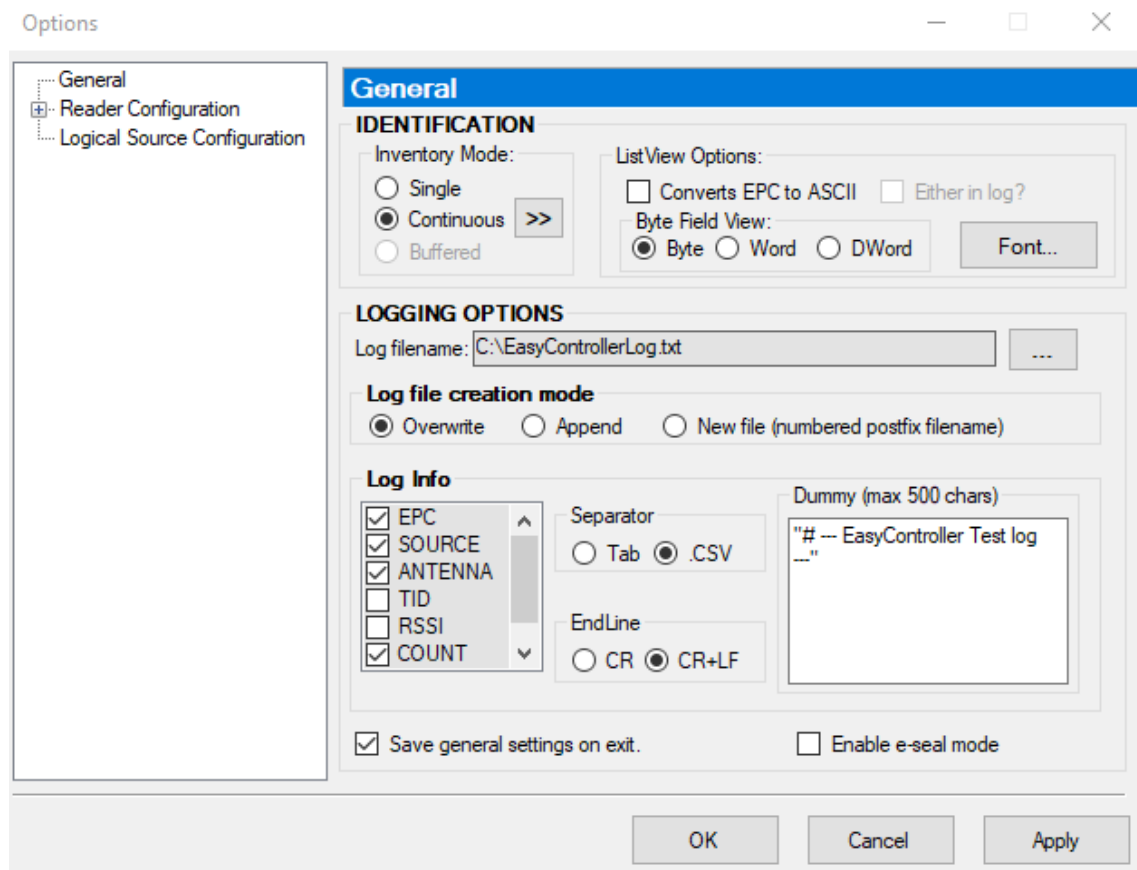 Options
General
Reader Configuration
Logical Source Configuration
General
IDENTIFICATION
Inventory Mode:
Single
Continuous >>
Buffered
ListView Options:
Converts EPC to ASCII Either in log?
Byte Field View:
Byte Word DWord
Font...
LOGGING OPTIONS
Log filename: C:\EasyControllerLog.txt ...
Log file creation mode
Overwrite Append New file (numbered postfix filename)
Log Info
EPC
SOURCE
ANTENNA
TID
RSSI
COUNT
Separator
Tab .CSV
EndLine
CR CR+LF
Dummy (max 500 chars)
"# --- EasyController Test log
---"
Save general settings on exit. Enable e-seal mode
OK Cancel Apply